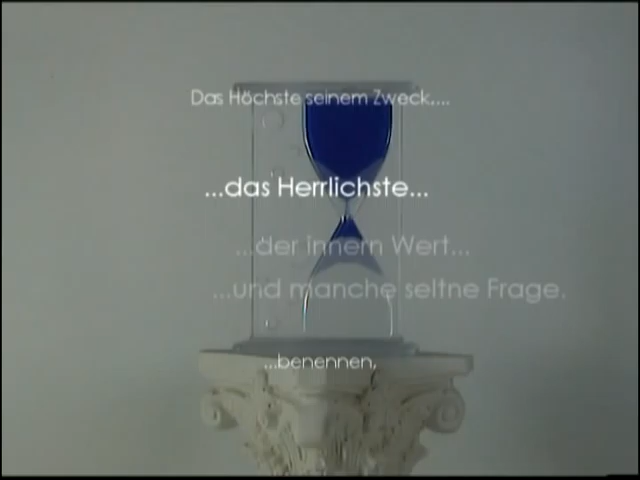 Das Höchste seinem Zweck,...
...das Herrlichste...
...der innern Wert...
...und manche seltne Frage.
...benennen,